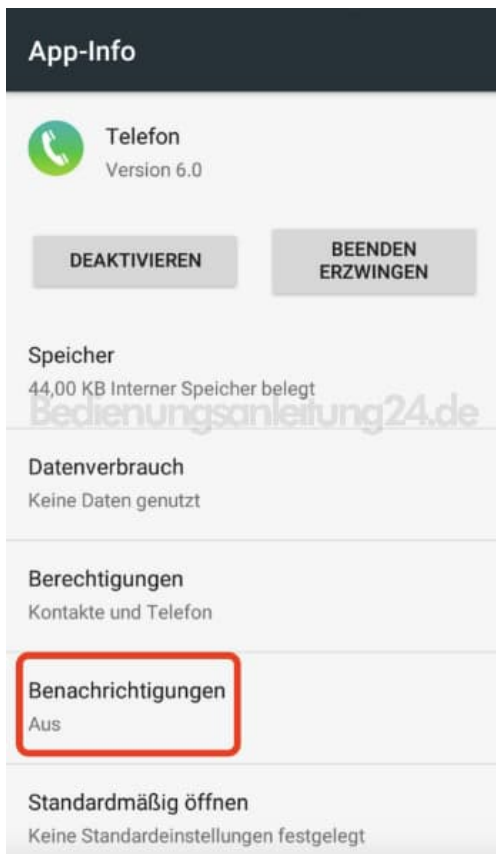 App-Info
Telefon
Version 6.0
DEAKTIVIEREN
BEENDEN
ERZWINGEN
Speicher
44,00 KB Interner Speicher belegt
Bedienungsanleitung24.de
Datenverbrauch
Keine Daten genutzt
Berechtigungen
Kontakte und Telefon
Benachrichtigungen
Aus
Standardmäßig öffnen
Keine Standardeinstellungen festgelegt